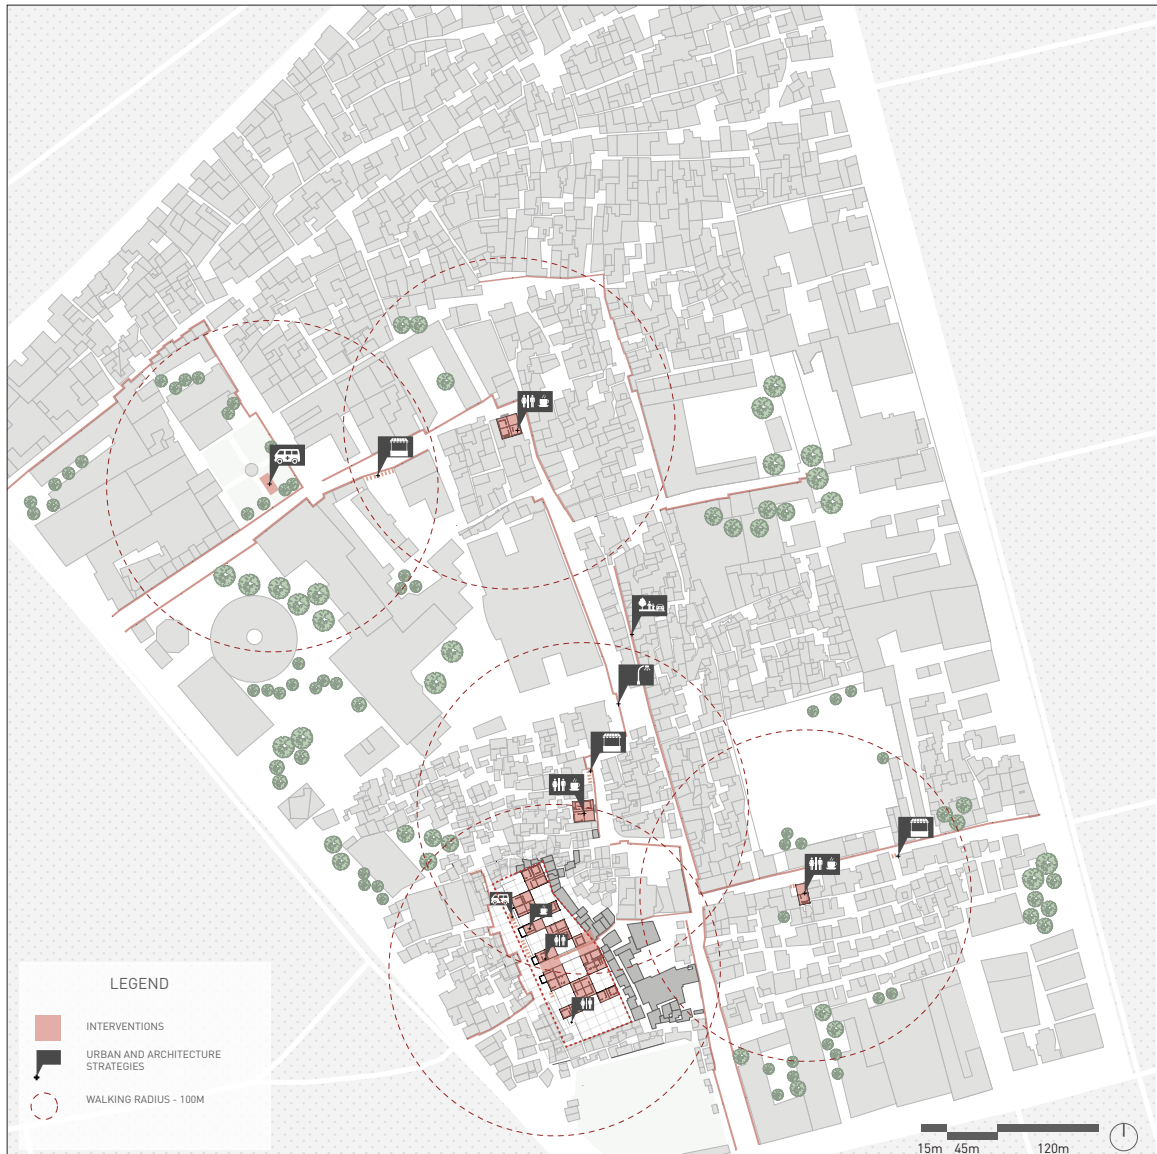 LEGEND
INTERVENTIONS
URBAN AND ARCHITECTURE
STRATEGIES
WALKING RADIUS - 100M
15m 45m 120m